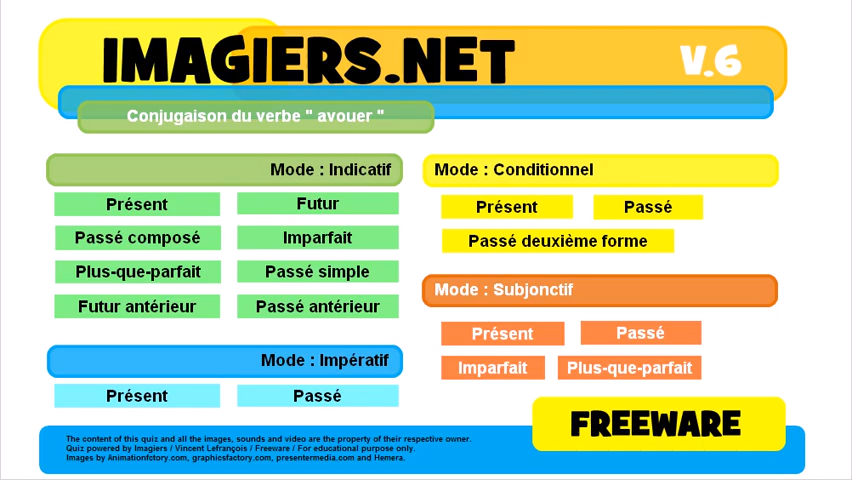 IMAGIERS.NET
V.6
Conjugaison du verbe " avouer "
Mode : Indicatif
Présent
Futur
Passé composé
Imparfait
Plus-que-parfait
Passé simple
Futur antérieur
Passé antérieur
Mode : Impératif
Présent
Passé
Mode : Conditionnel
Présent
Passé
Passé deuxième forme
Mode : Subjonctif
Présent
Passé
Imparfait
Plus-que-parfait
FREEWARE
The content of this quiz and all the images, sounds and video are the property of their respective owner.
Quiz powered by Imagiers / Vincent Lefrançois / Freeware / For educational purpose only.
Images by Animationfctory.com, graphicsfactory.com, presentermedia.com and Hemera.